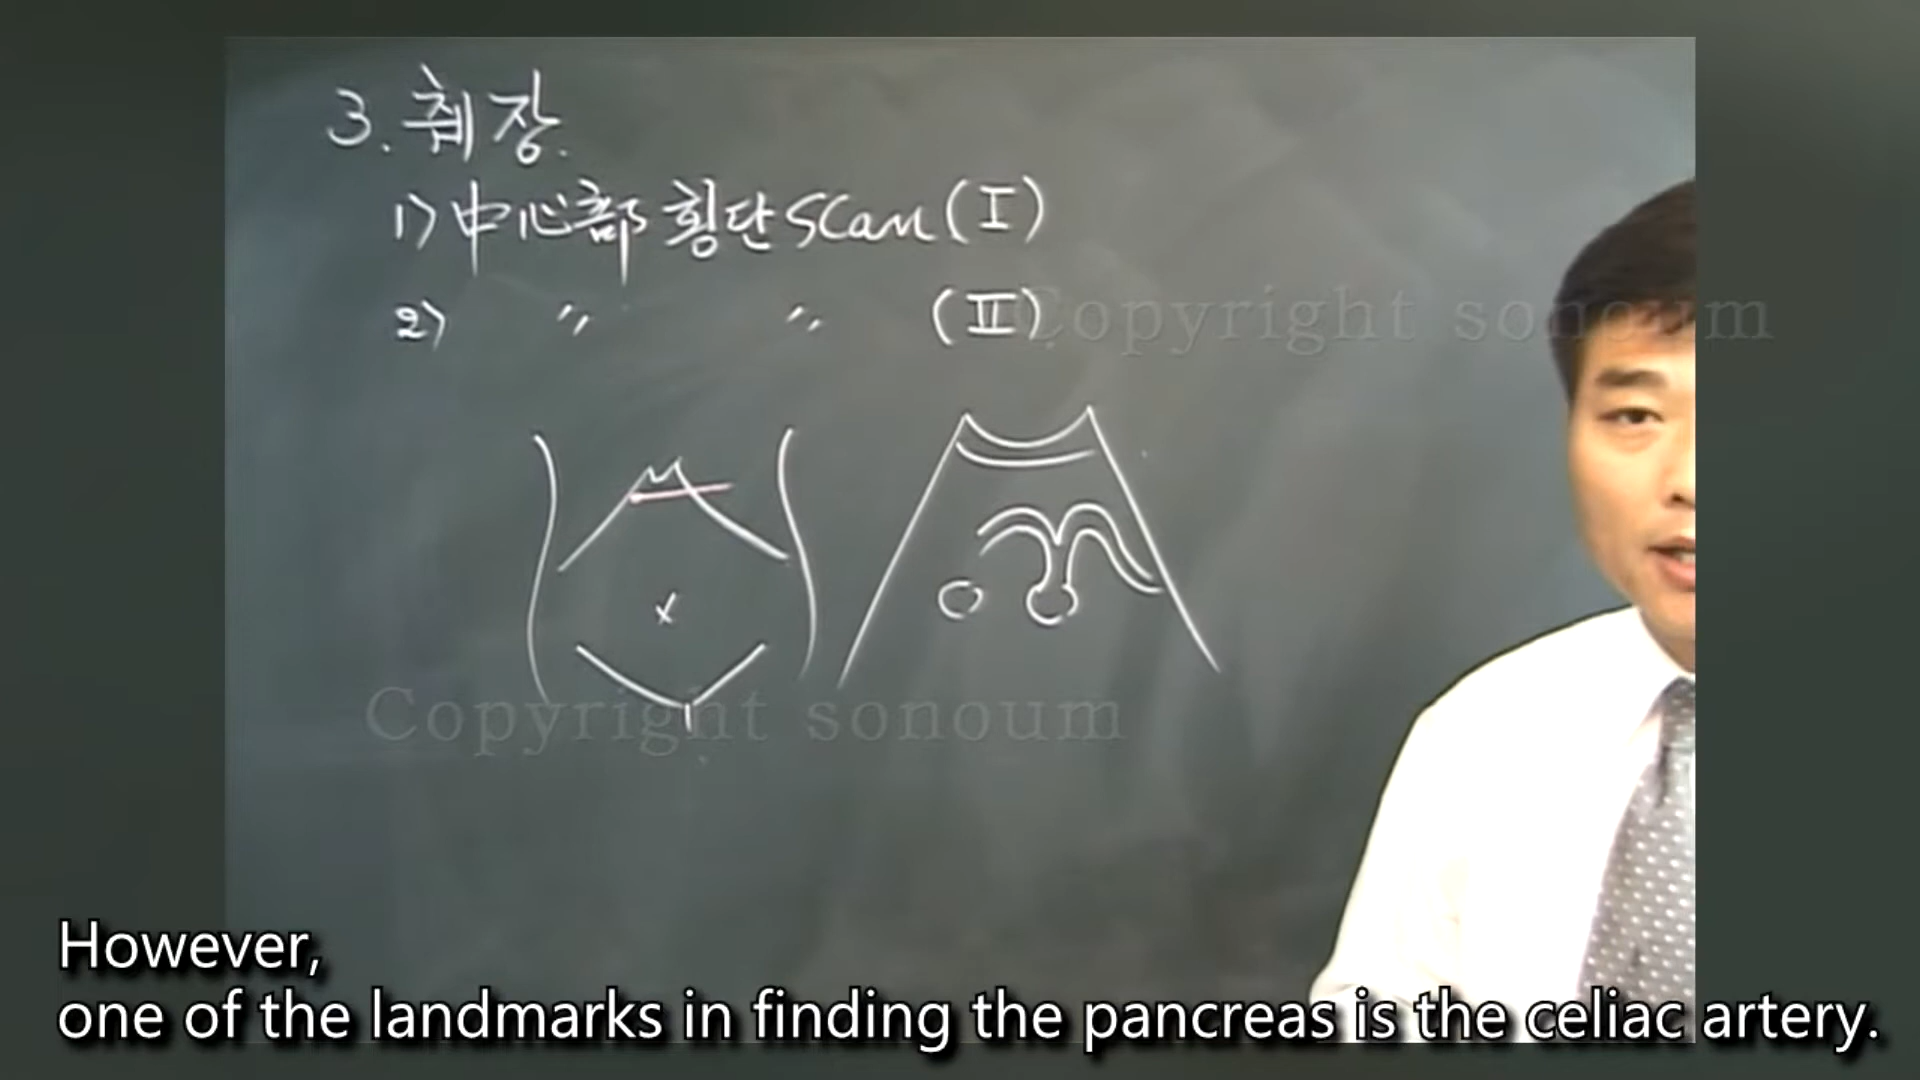 3. 췌장.
1) 中心部 횡단 scan (I)
2) 〃 〃 (II)
Copyright sonoum
Copyright sonoum
However,
one of the landmarks in finding the pancreas is the celiac artery.